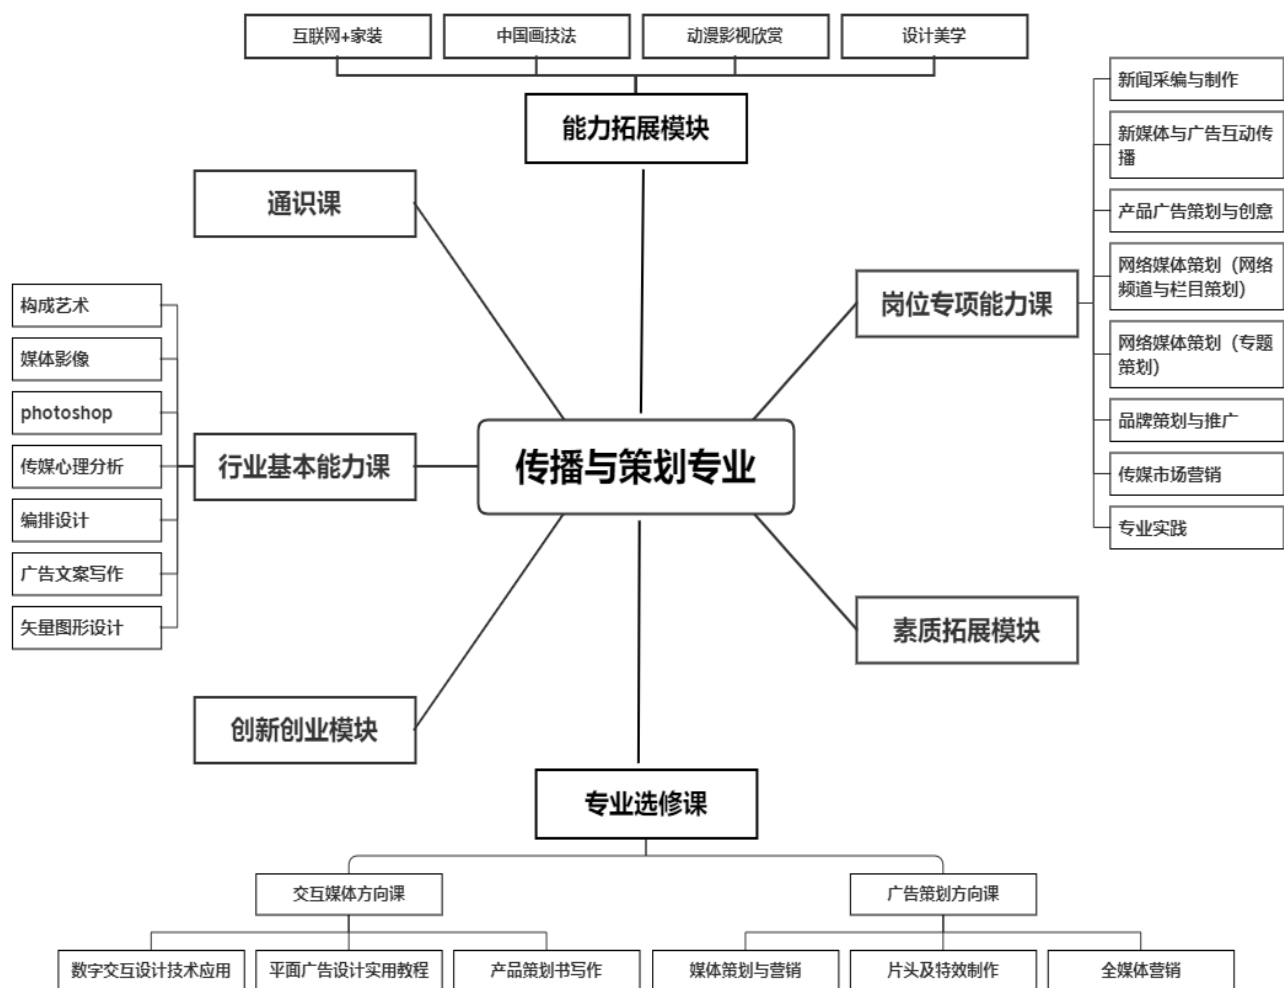 互联网+家装
中国画技法
动漫影视欣赏
设计美学
能力拓展模块
通识课
岗位专项能力课
新闻采编与制作
新媒体与广告互动传
播
产品广告策划与创意
网络媒体策划（网络
频道与栏目策划）
网络媒体策划（专题
策划）
品牌策划与推广
传媒市场营销
专业实践
构成艺术
媒体影像
photoshop
传媒心理分析
编排设计
广告文案写作
矢量图形设计
行业基本能力课
传播与策划专业
素质拓展模块
创新创业模块
专业选修课
交互媒体方向课
广告策划方向课
数字交互设计技术应用
平面广告设计实用教程
产品策划书写作
媒体策划与营销
片头及特效制作
全媒体营销